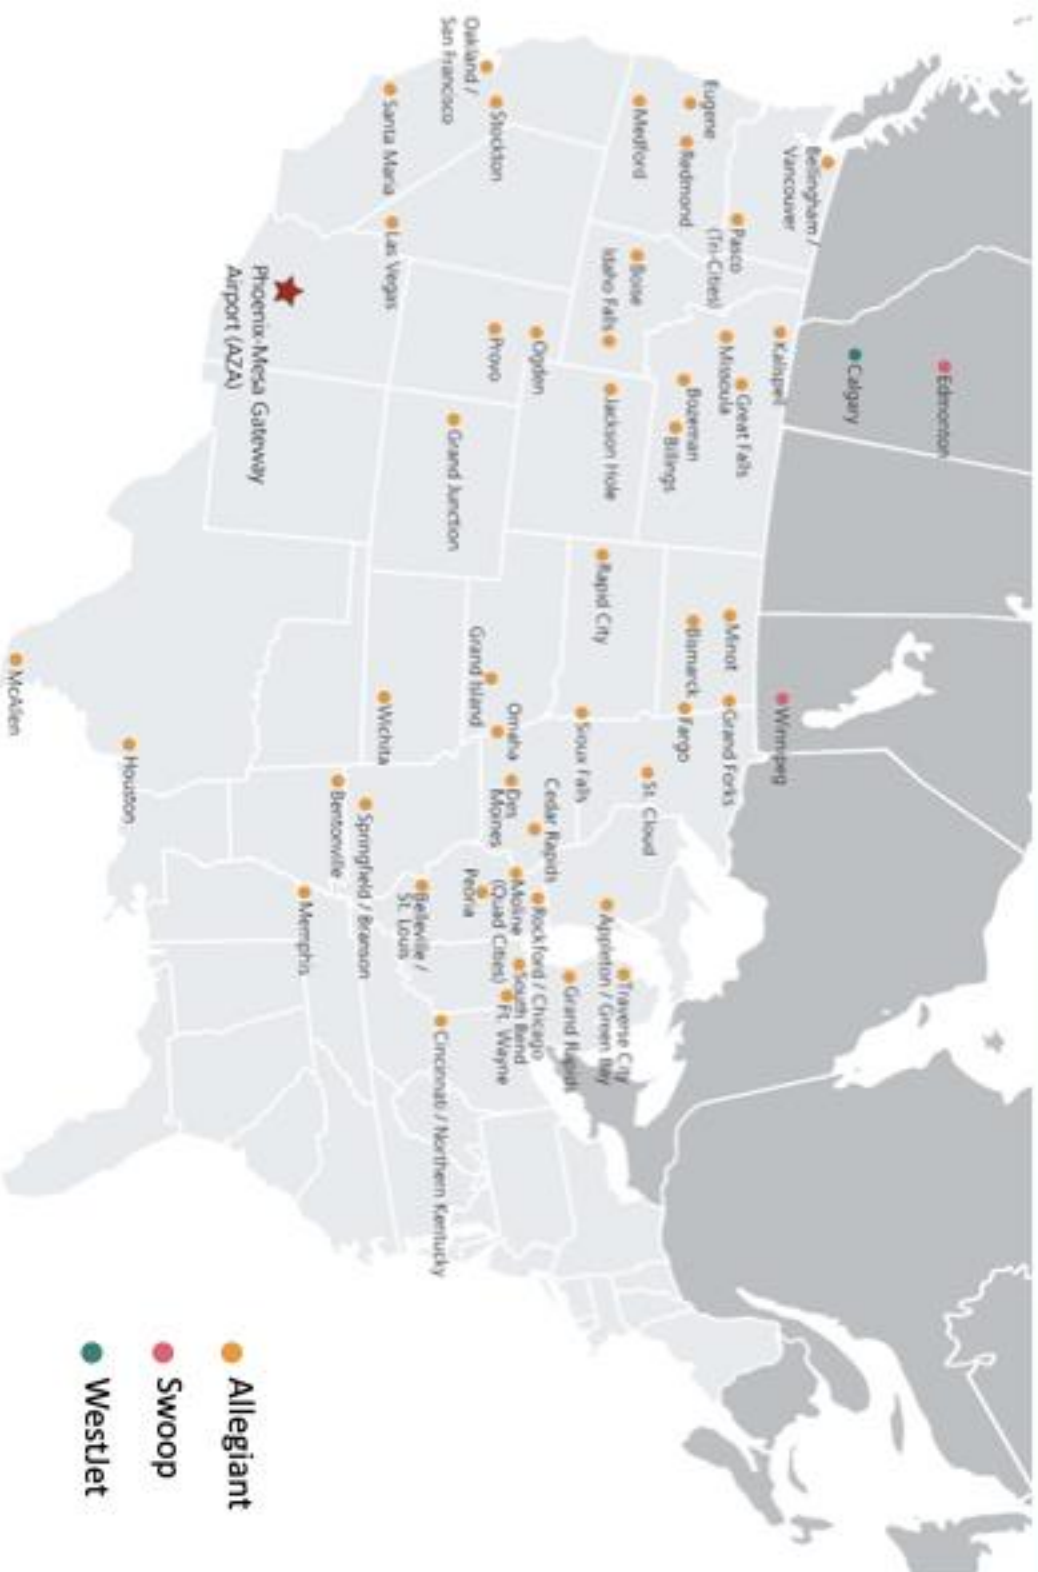 Edmonton
Calgary
Winnipeg
Bellingham /
Vancouver
Kalispell
Pasco
(Tri-Cities)
Great Falls
Missoula
Minot
Grand Forks
Eugene
Redmond
Bozeman
Billings
Bismarck
Fargo
Medford
Boise
Idaho Falls
Jackson Hole
Rapid City
St. Cloud
Sioux Falls
Traverse City
Appleton / Green Bay
Grand Rapids
Oakland /
San Francisco
Stockton
Ogden
Provo
Grand Island
Omaha
Des
Moines
Cedar Rapids
Rockford / Chicago
Moline
(Quad Cities)
South Bend
Ft. Wayne
Peoria
Grand Junction
Belleville /
St. Louis
Cincinnati / Northern Kentucky
Santa Maria
Las Vegas
Wichita
Springfield / Branson
Bentonville
Memphis
Phoenix-Mesa Gateway
Airport (AZA)
Houston
McAllen
Allegiant
Swoop
WestJet